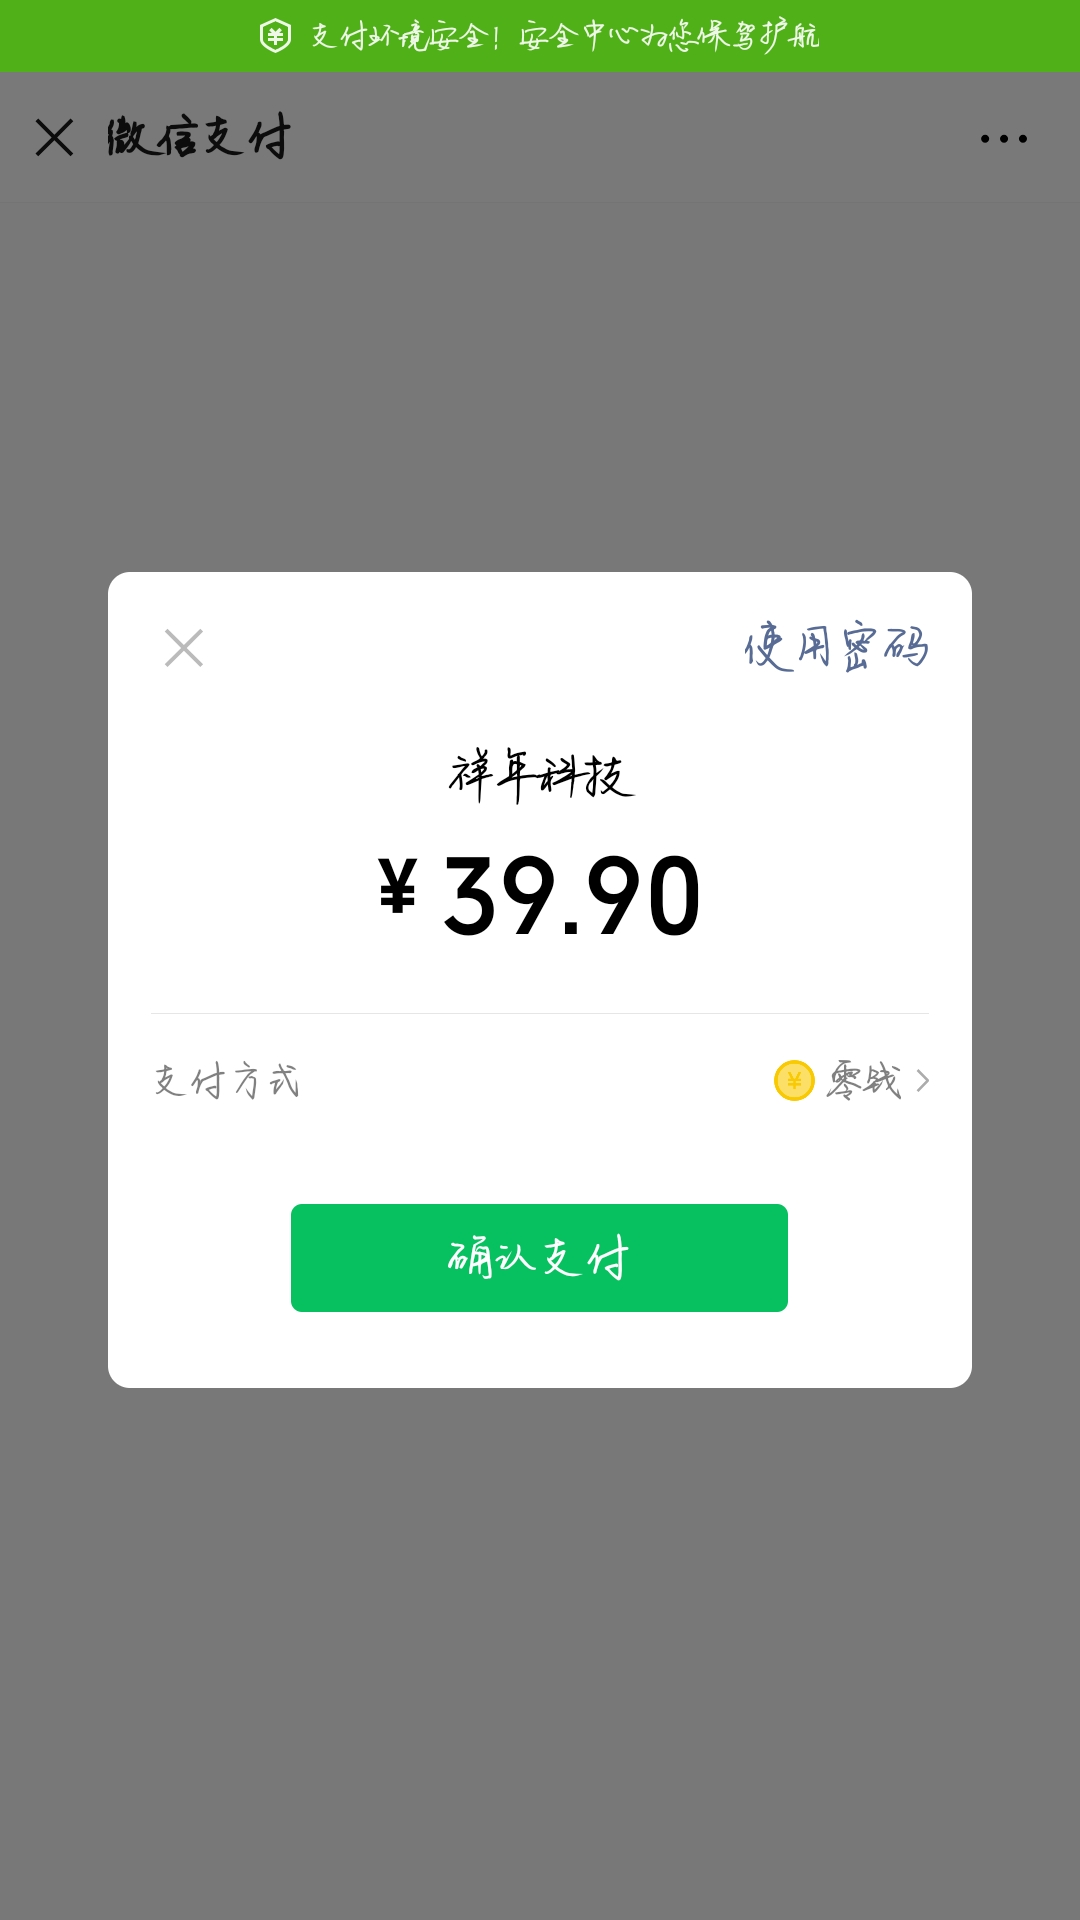 支付环境安全！安全中心为您保驾护航
微信支付
使用密码
祥年科技
¥39.90
支付方式
零钱
确认支付